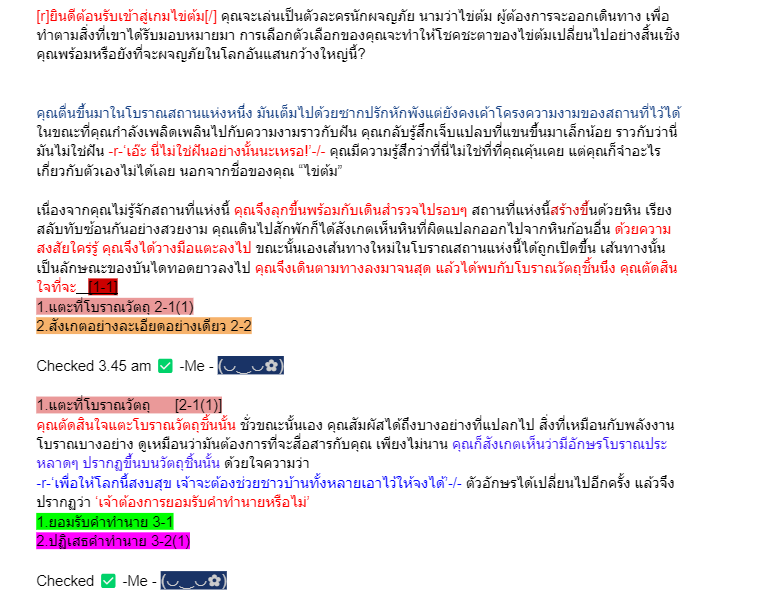 [r]ยินดีต้อนรับเข้าสู่เกมไข่ต้ม[/] คุณจะเล่นเป็นตัวละครนักผจญภัย นามว่าไข่ต้ม ผู้ต้องการจะออกเดินทาง เพื่อ
ทำตามสิ่งที่เขาได้รับมอบหมายมา การเลือกตัวเลือกของคุณจะทำให้โชคชะตาของไข่ต้มเปลี่ยนไปอย่างสิ้นเชิง
คุณพร้อมหรือยังที่จะผจญภัยในโลกอันแสนกว้างใหญ่นี้?
คุณตื่นขึ้นมาในโบราณสถานแห่งหนึ่ง มันเต็มไปด้วยซากปรักหักพังแต่ยังคงเค้าโครงความงามของสถานที่ไว้ได้
ในขณะที่คุณกำลังเพลิดเพลินไปกับความงามราวกับฝัน คุณกลับรู้สึกเจ็บแปลบที่แขนขึ้นมาเล็กน้อย ราวกับว่านี่
มันไม่ใช่ฝัน -r-'เอ๊ะ นี่ไม่ใช่ฝันอย่างนั้นนะเหรอ!'-/- คุณมีความรู้สึกว่าที่นี่ไม่ใช่ที่ที่คุณคุ้นเคย แต่คุณก็จำอะไร
เกี่ยวกับตัวเองไม่ได้เลย นอกจากชื่อของคุณ “ไข่ต้ม”
เนื่องจากคุณไม่รู้จักสถานที่แห่งนี้ คุณจึงลุกขึ้นพร้อมกับเดินสำรวจไปรอบๆ สถานที่แห่งนี้สร้างขึ้นด้วยหิน เรียง
สลับทับซ้อนกันอย่างสวยงาม คุณเดินไปสักพักก็ได้สังเกตเห็นหินที่ผิดแปลกออกไปจากหินก้อนอื่น ด้วยความ
สงสัยใคร่รู้ คุณจึงได้วางมือแตะลงไป ขณะนั้นเองเส้นทางใหม่ในโบราณสถานแห่งนี้ได้ถูกเปิดขึ้น เส้นทางนั้น
เป็นลักษณะของบันไดทอดยาวลงไป คุณจึงเดินตามทางลงมาจนสุด แล้วได้พบกับโบราณวัตถุชิ้นนึง คุณตัดสิน
ใจที่จะ__[1-1]
1.แตะที่โบราณวัตถุ 2-1(1)
2.สังเกตอย่างละเอียดอย่างเดียว 2-2
Checked 3.45 am ✅ -Me - (◡‿◡✿)
1.แตะที่โบราณวัตถุ [2-1(1)]
คุณตัดสินใจแตะโบราณวัตถุชิ้นนั้น ชั่วขณะนั้นเอง คุณสัมผัสได้ถึงบางอย่างที่แปลกไป สิ่งที่เหมือนกับพลังงาน
โบราณบางอย่าง ดูเหมือนว่ามันต้องการที่จะสื่อสารกับคุณ เพียงไม่นาน คุณก็สังเกตเห็นว่ามีอักษรโบราณประ
หลาดๆ ปรากฏขึ้นบนวัตถุชิ้นนั้น ด้วยใจความว่า
-r-'เพื่อให้โลกนี้สงบสุข เจ้าจะต้องช่วยชาวบ้านทั้งหลายเอาไว้ให้จงได้'-/- ตัวอักษรได้เปลี่ยนไปอีกครั้ง แล้วจึง
ปรากฏว่า 'เจ้าต้องการยอมรับคำทำนายหรือไม่'
1.ยอมรับคำทำนาย 3-1
2.ปฏิเสธคำทำนาย 3-2(1)
Checked ✅ -Me - (◡‿◡✿)